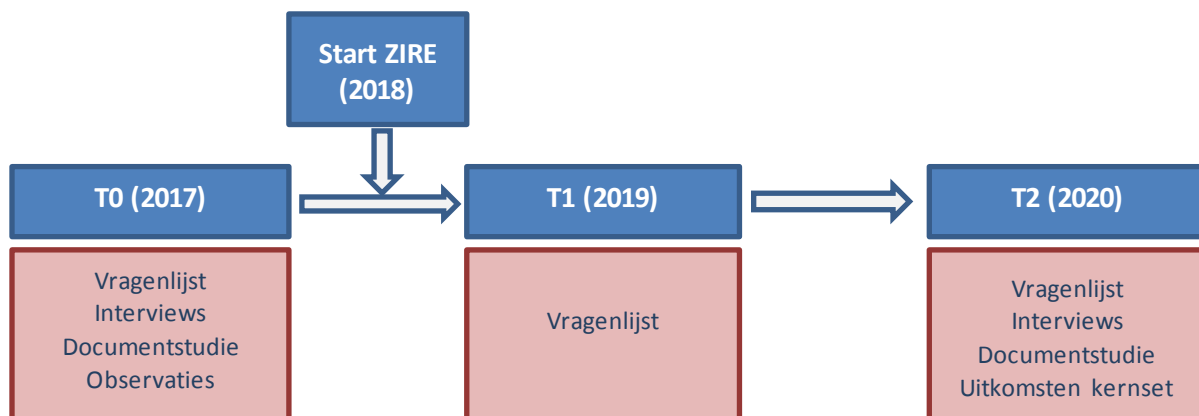 Start ZIRE
(2018)
T0 (2017)
T1 (2019)
T2 (2020)
Vragenlijst
Interviews
Documentstudie
Observaties
Vragenlijst
Vragenlijst
Interviews
Documentstudie
Uitkomsten kernset